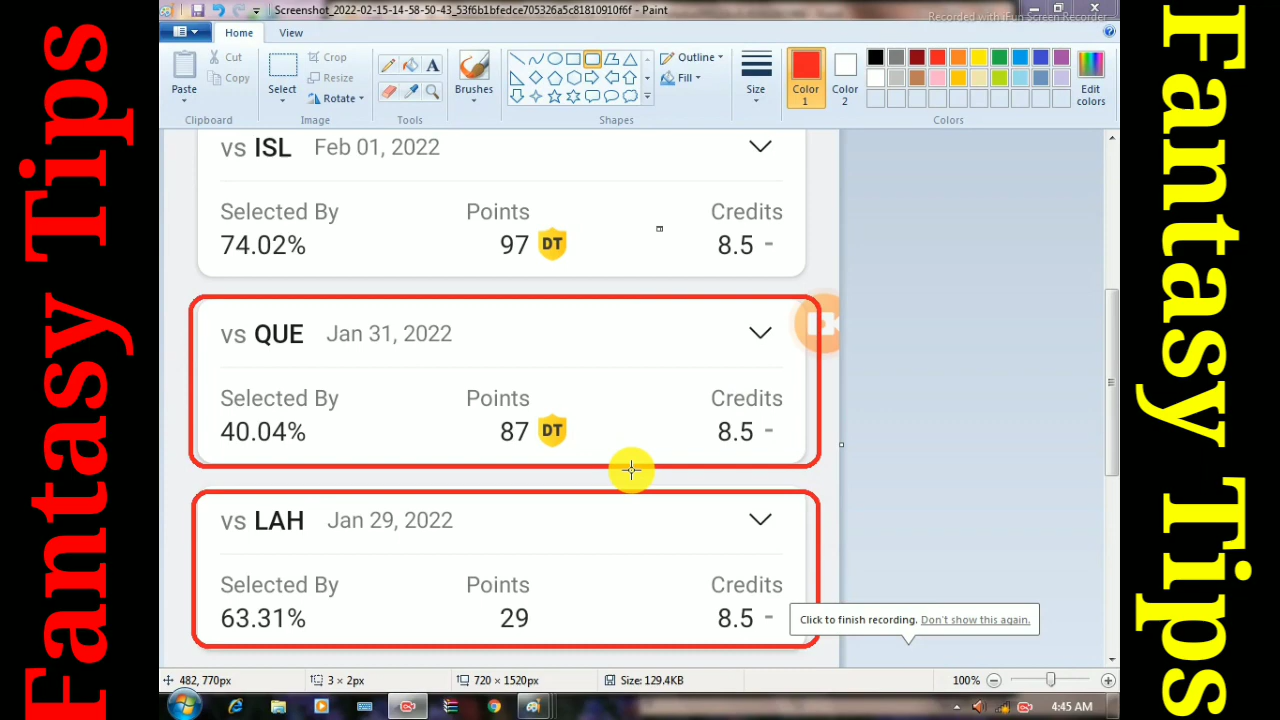 Fantasy Tips
Screenshot_2022-02-15-14-58-50-43_53f6b1bfedce705326a5c81810910f6f - Paint
Recorded with iFun Screen Recorder
Home
View
Paste
Cut
Copy
Clipboard
Select
Crop
Resize
Rotate
Image
A
Tools
Brushes
Outline
Fill
Shapes
Size
Color 1
Color 2
Edit colors
Colors
vs ISL Feb 01, 2022
Selected By Points Credits
74.02% 97 DT 8.5 -
vs QUE Jan 31, 2022
Selected By Points Credits
40.04% 87 DT 8.5 -
vs LAH Jan 29, 2022
Selected By Points Credits
63.31% 29 8.5 -
Click to finish recording. Don't show this again.
482, 770px
3 × 2px
720 × 1520px
Size: 129.4KB
100%
4:45 AM
Fantasy Tips